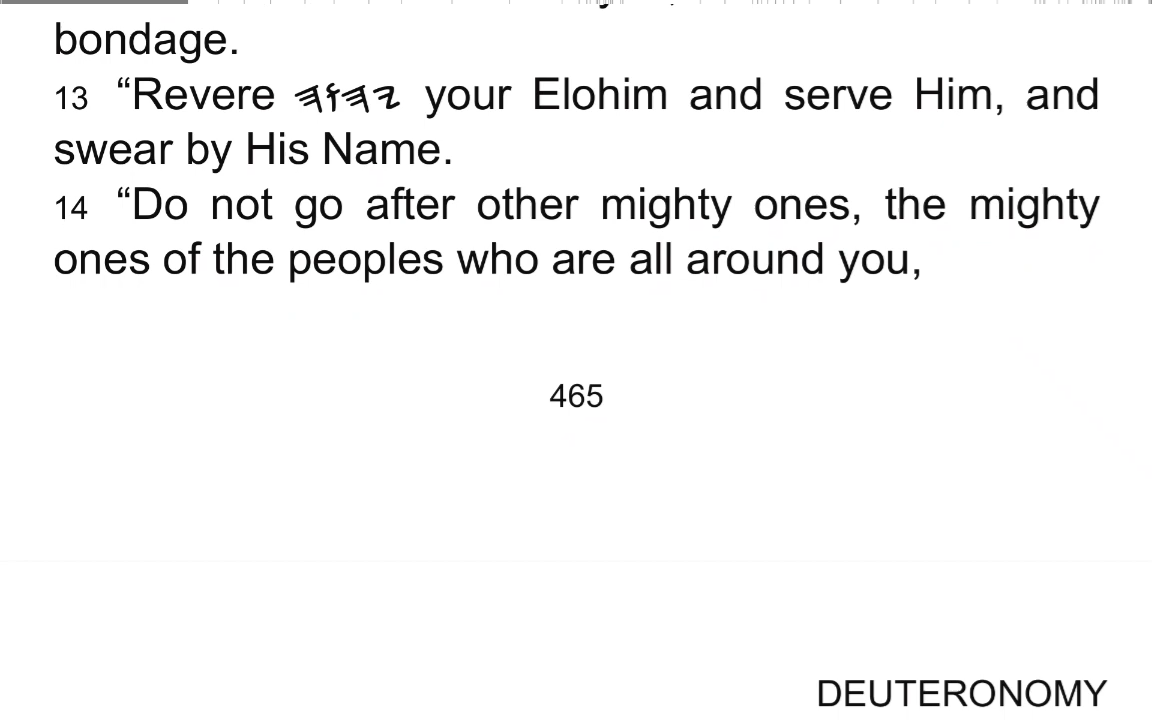 bondage.
13 “Revere 𐤉𐤄𐤅𐤄 your Elohim and serve Him, and
swear by His Name.
14 “Do not go after other mighty ones, the mighty
ones of the peoples who are all around you,
465
DEUTERONOMY